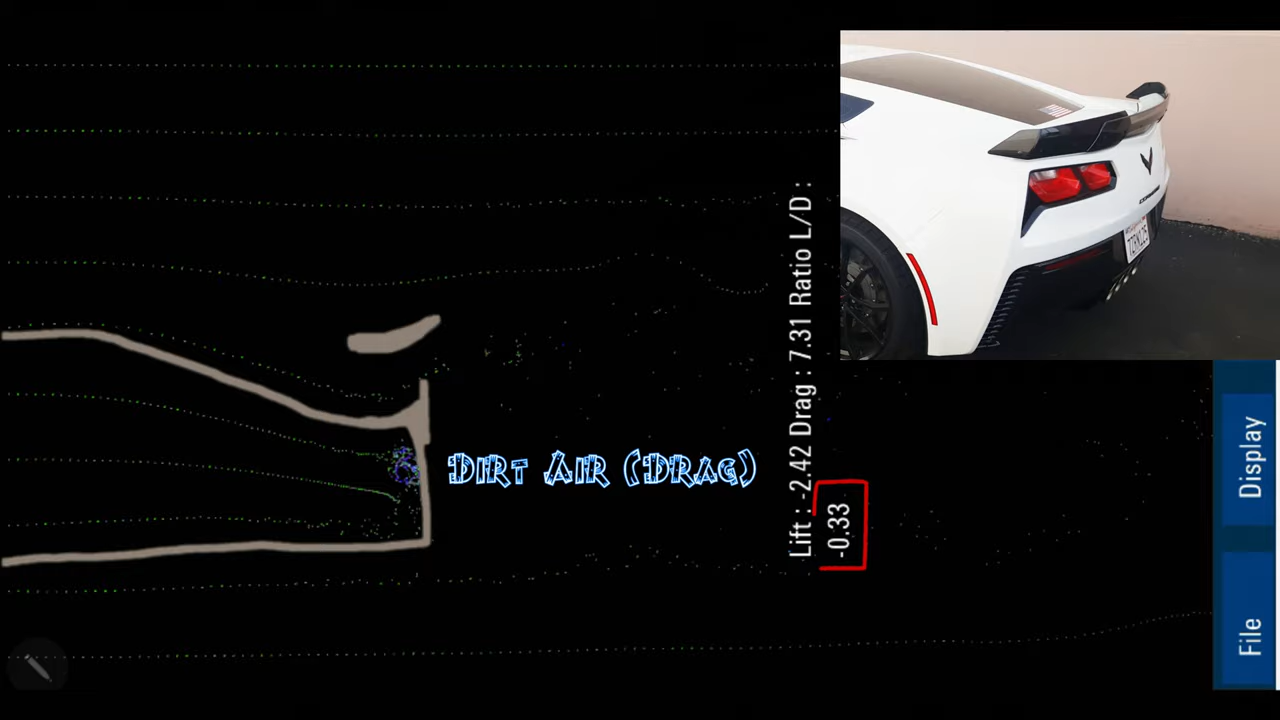 Dirt Air (Drag)
Lift : -2.42 Drag : 7.31 Ratio L/D :
-0.33
Display
File